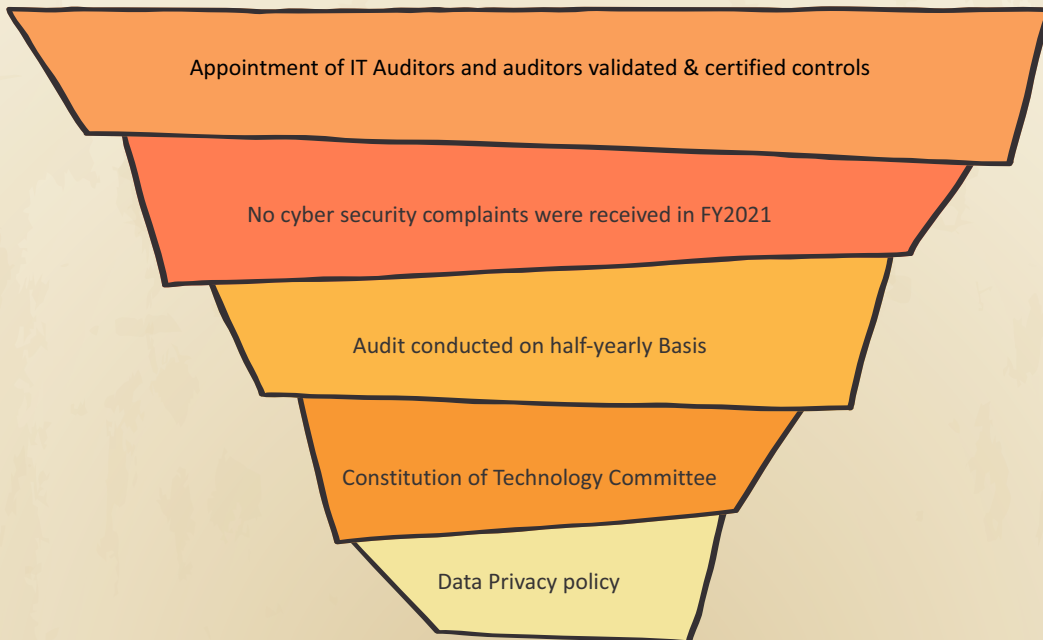 Appointment of IT Auditors and auditors validated & certified controls
No cyber security complaints were received in FY2021
Audit conducted on half-yearly Basis
Constitution of Technology Committee
Data Privacy policy